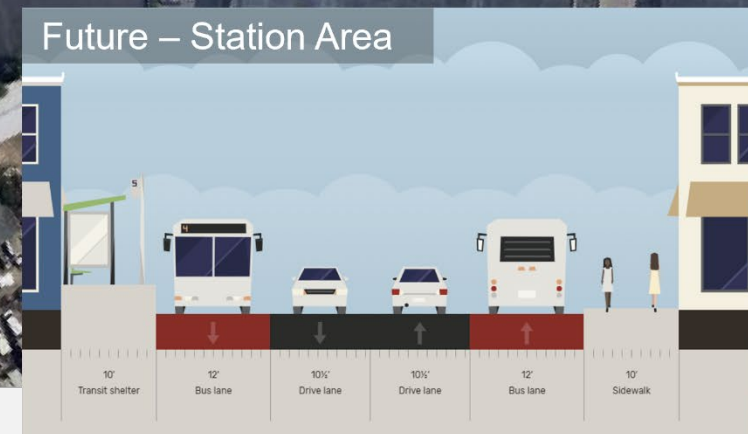 Future – Station Area
S
4
10'
Transit shelter
12'
Bus lane
10½'
Drive lane
10½'
Drive lane
12'
Bus lane
10'
Sidewalk